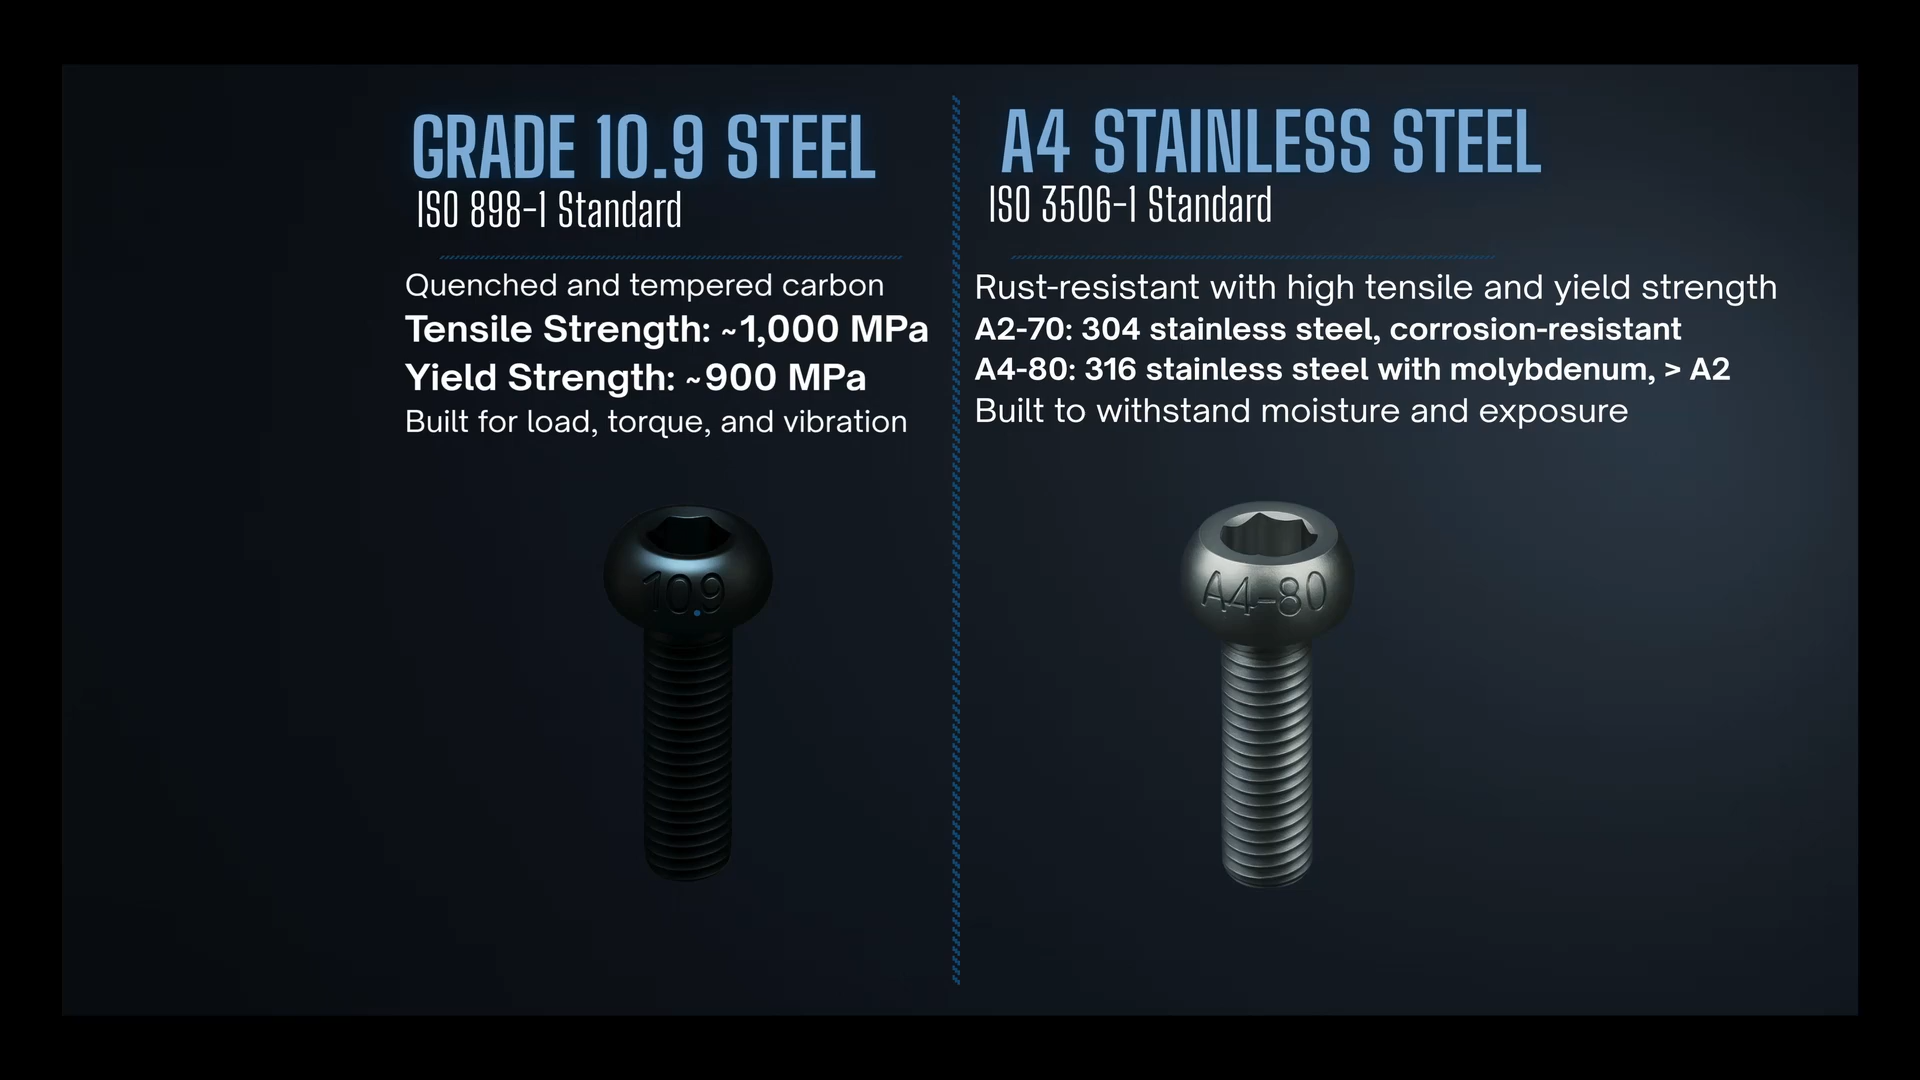 GRADE 10.9 STEEL
ISO 898-1 Standard
Quenched and tempered carbon
Tensile Strength: ~1,000 MPa
Yield Strength: ~900 MPa
Built for load, torque, and vibration
10.9
A4 STAINLESS STEEL
ISO 3506-1 Standard
Rust-resistant with high tensile and yield strength
A2-70: 304 stainless steel, corrosion-resistant
A4-80: 316 stainless steel with molybdenum, > A2
Built to withstand moisture and exposure
A4-80